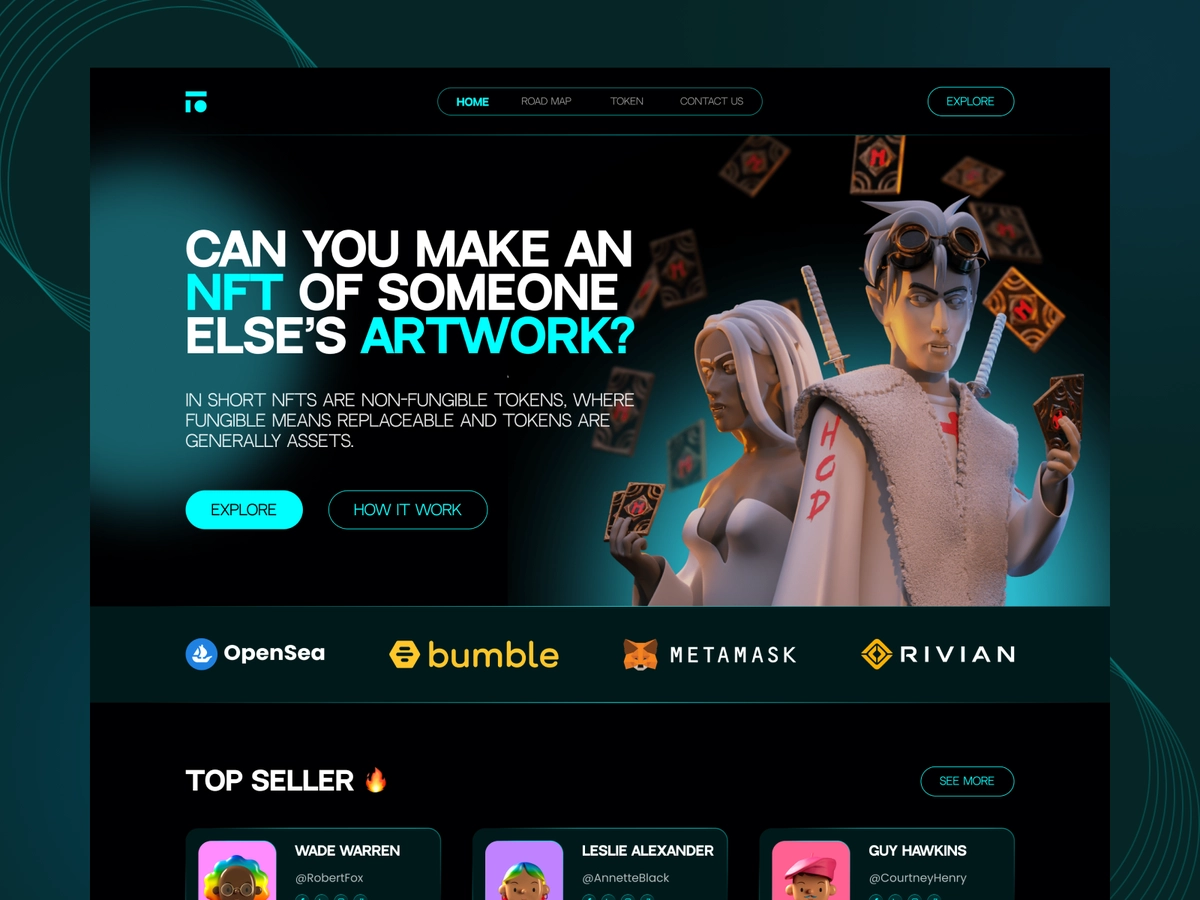 HOME ROAD MAP TOKEN CONTACT US EXPLORE
CAN YOU MAKE AN
NFT OF SOMEONE
ELSE’S ARTWORK?
IN SHORT NFTS ARE NON-FUNGIBLE TOKENS, WHERE
FUNGIBLE MEANS REPLACEABLE AND TOKENS ARE
GENERALLY ASSETS.
EXPLORE HOW IT WORK
H
O
D
OpenSea bumble METAMASK RIVIAN
TOP SELLER 🔥 SEE MORE
WADE WARREN LESLIE ALEXANDER GUY HAWKINS
@RobertFox @AnnetteBlack @CourtneyHenry